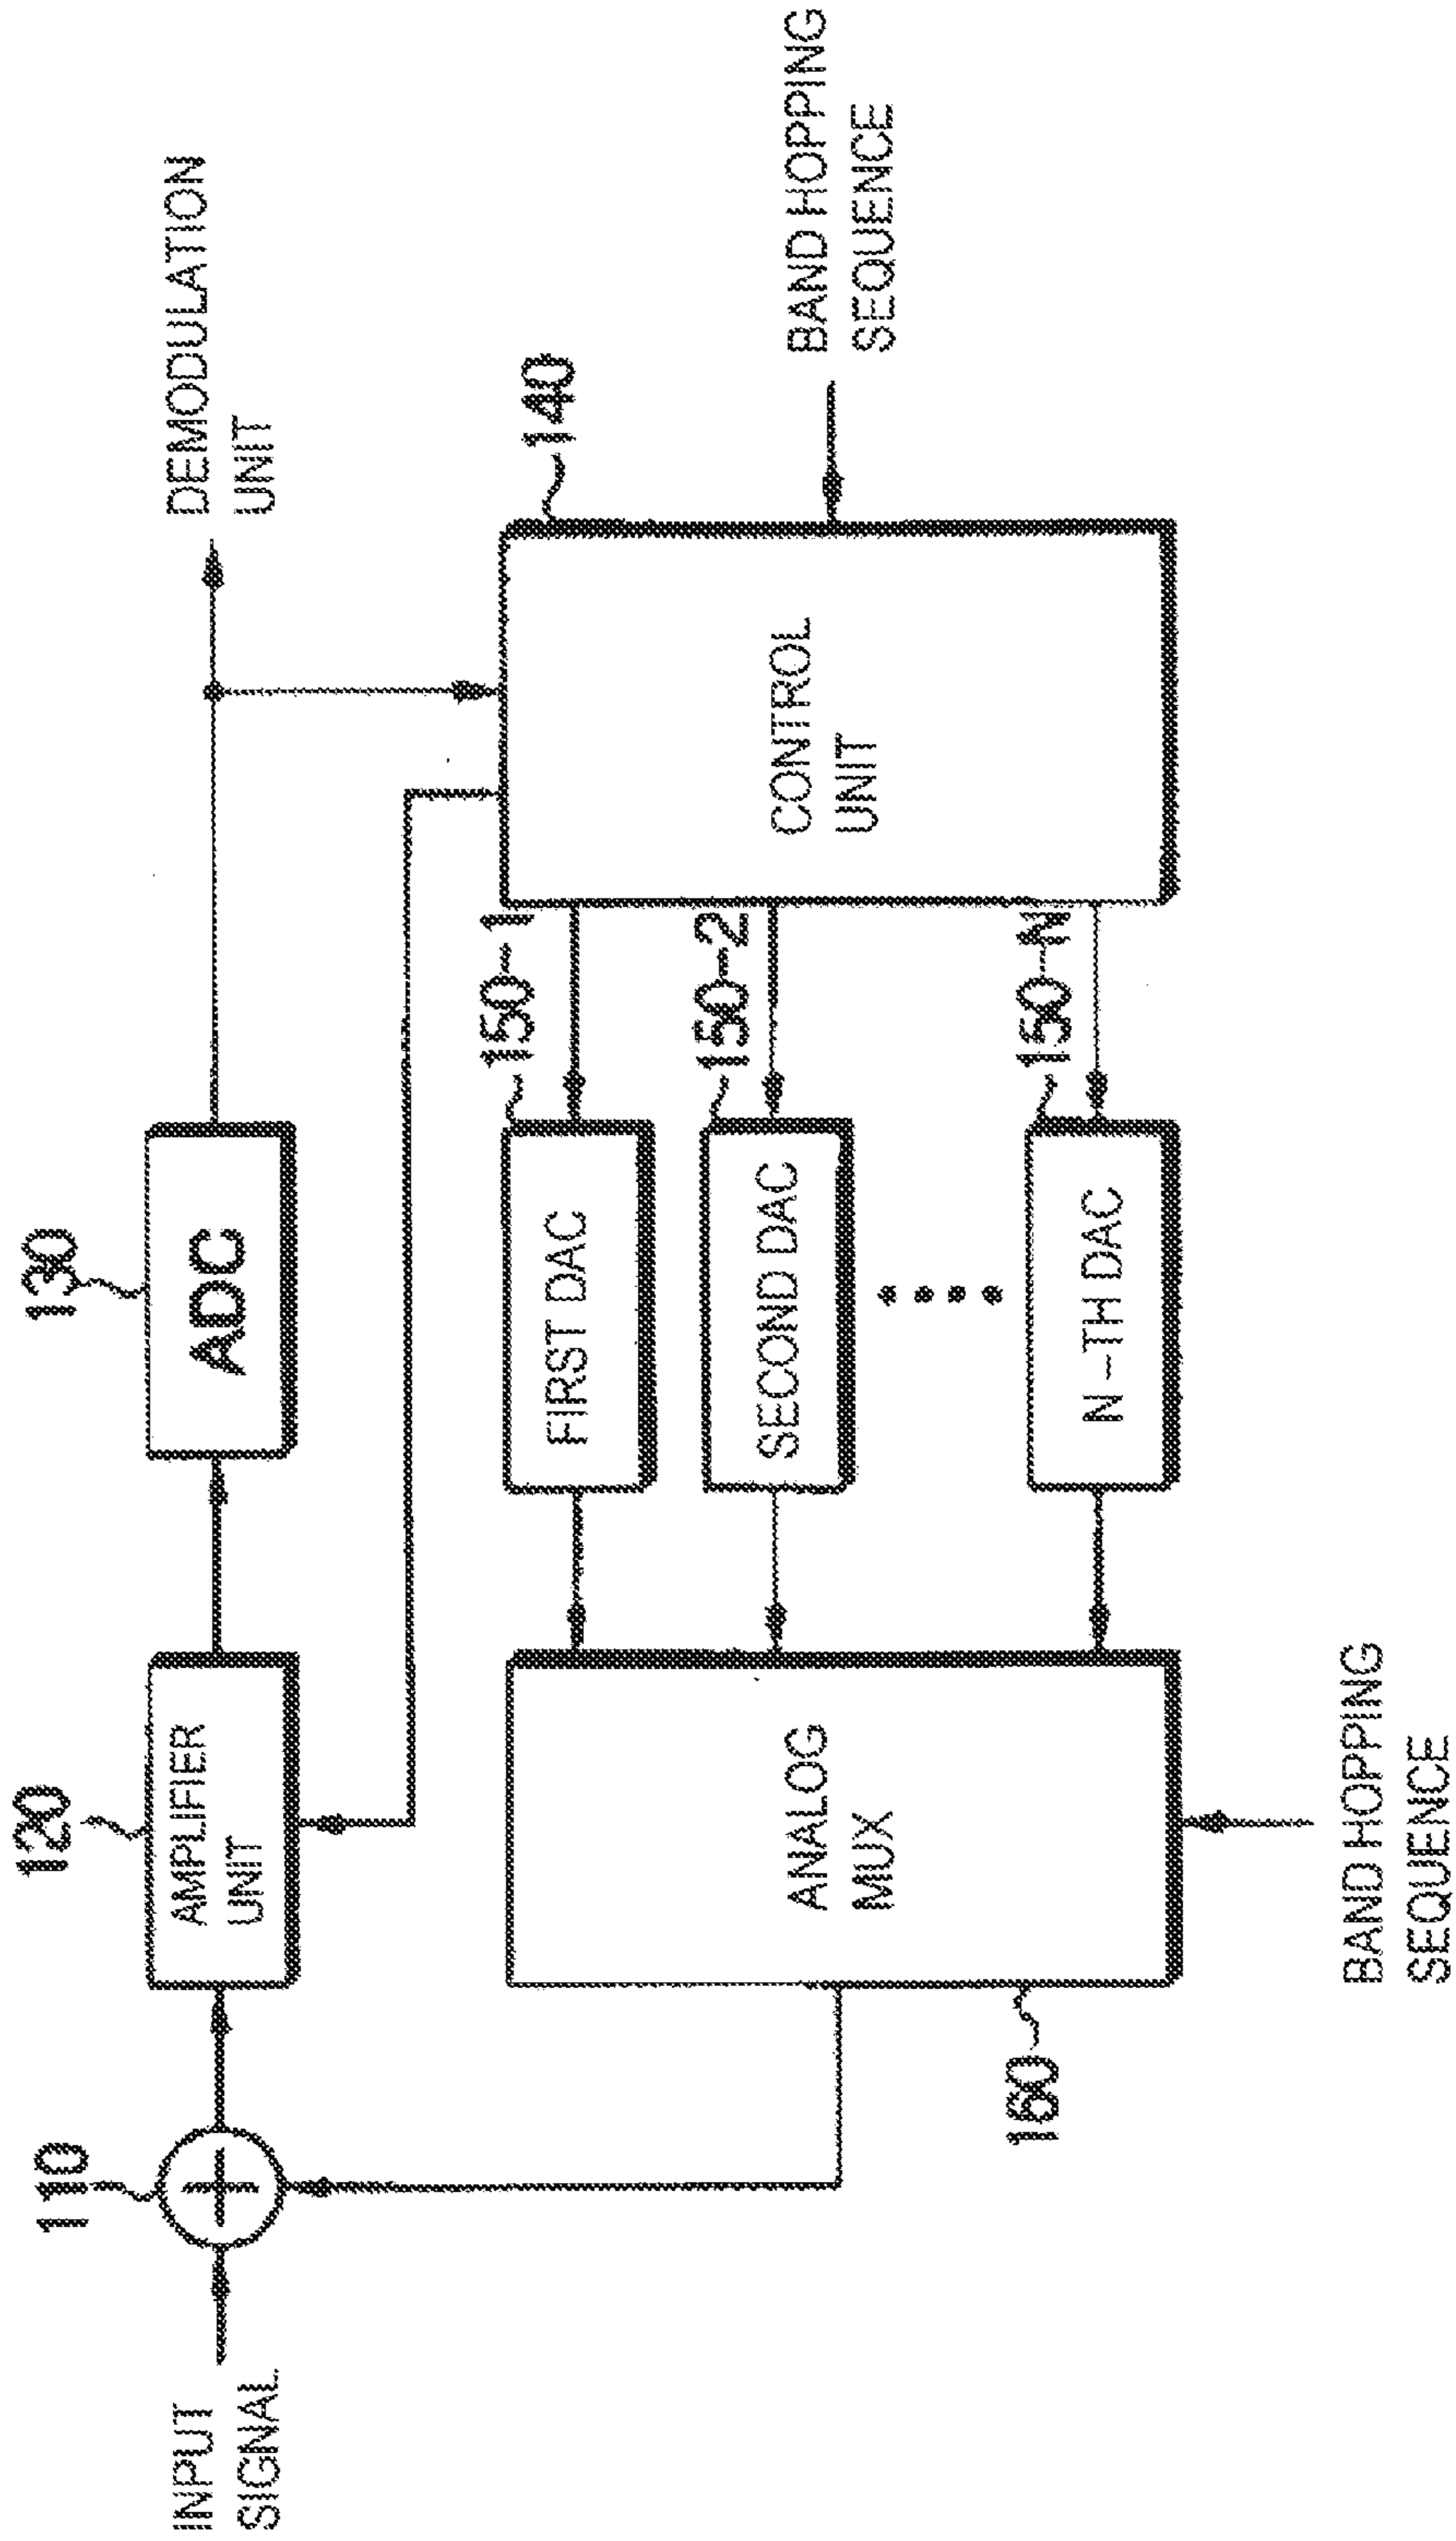 130
120
110
ADC
DEMODULATION
UNIT
AMPLIFIER
UNIT
INPUT
SIGNAL
140
150-1
FIRST DAC
150-2
SECOND DAC
150-N
N-TH DAC
CONTROL
UNIT
BAND HOPPING
SEQUENCE
ANALOG
MUX
160
BAND HOPPING
SEQUENCE